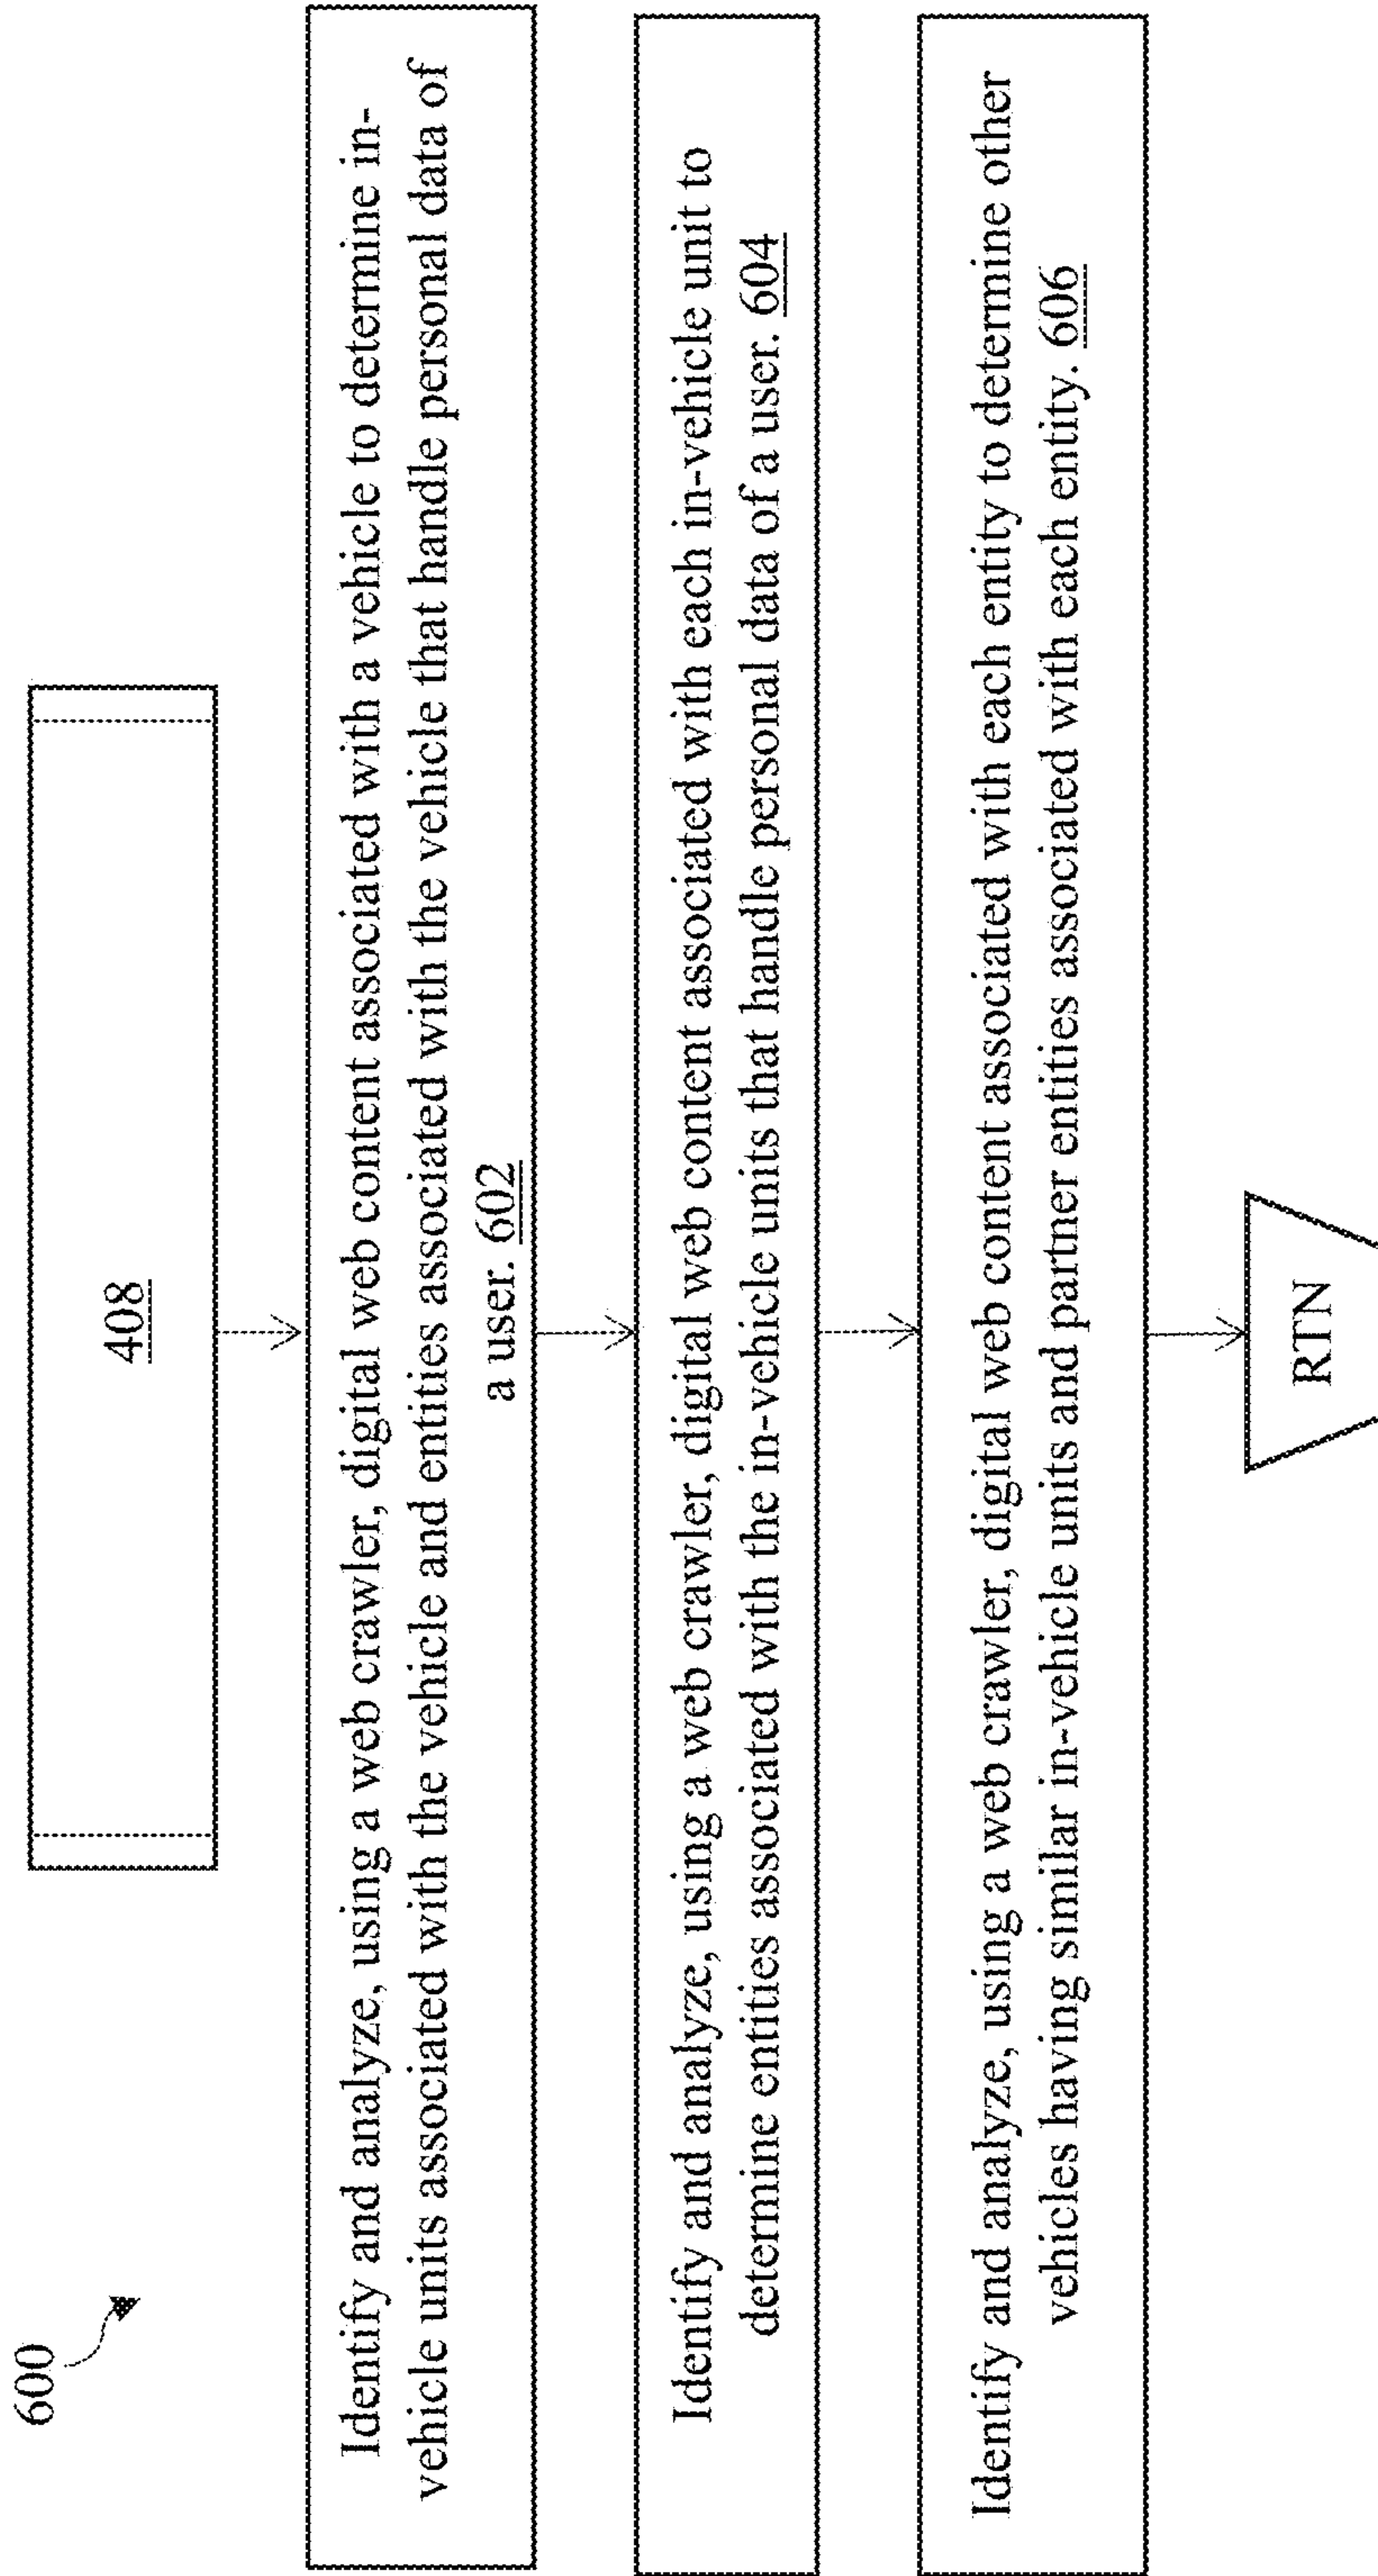 600
408
Identify and analyze, using a web crawler, digital web content associated with a vehicle to determine in-
vehicle units associated with the vehicle and entities associated with the vehicle that handle personal data of
a user. 602
Identify and analyze, using a web crawler, digital web content associated with each in-vehicle unit to
determine entities associated with the in-vehicle units that handle personal data of a user. 604
Identify and analyze, using a web crawler, digital web content associated with each entity to determine other
vehicles having similar in-vehicle units and partner entities associated with each entity. 606
RTN